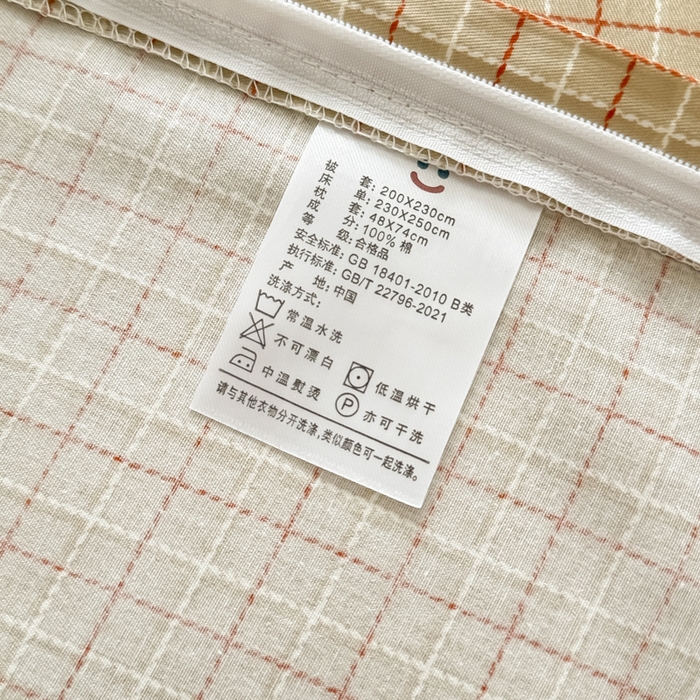 被套：200X230cm
床单：230X250cm
枕套：48X74cm
成分：100% 棉
等级：合格品
安全标准：GB 18401-2010 B类
执行标准：GB/T 22796-2021
产地：中国
洗涤方式：
常温水洗
不可漂白
中温熨烫
低温烘干
P 亦可干洗
请与其他衣物分开洗涤，类似颜色可一起洗涤。